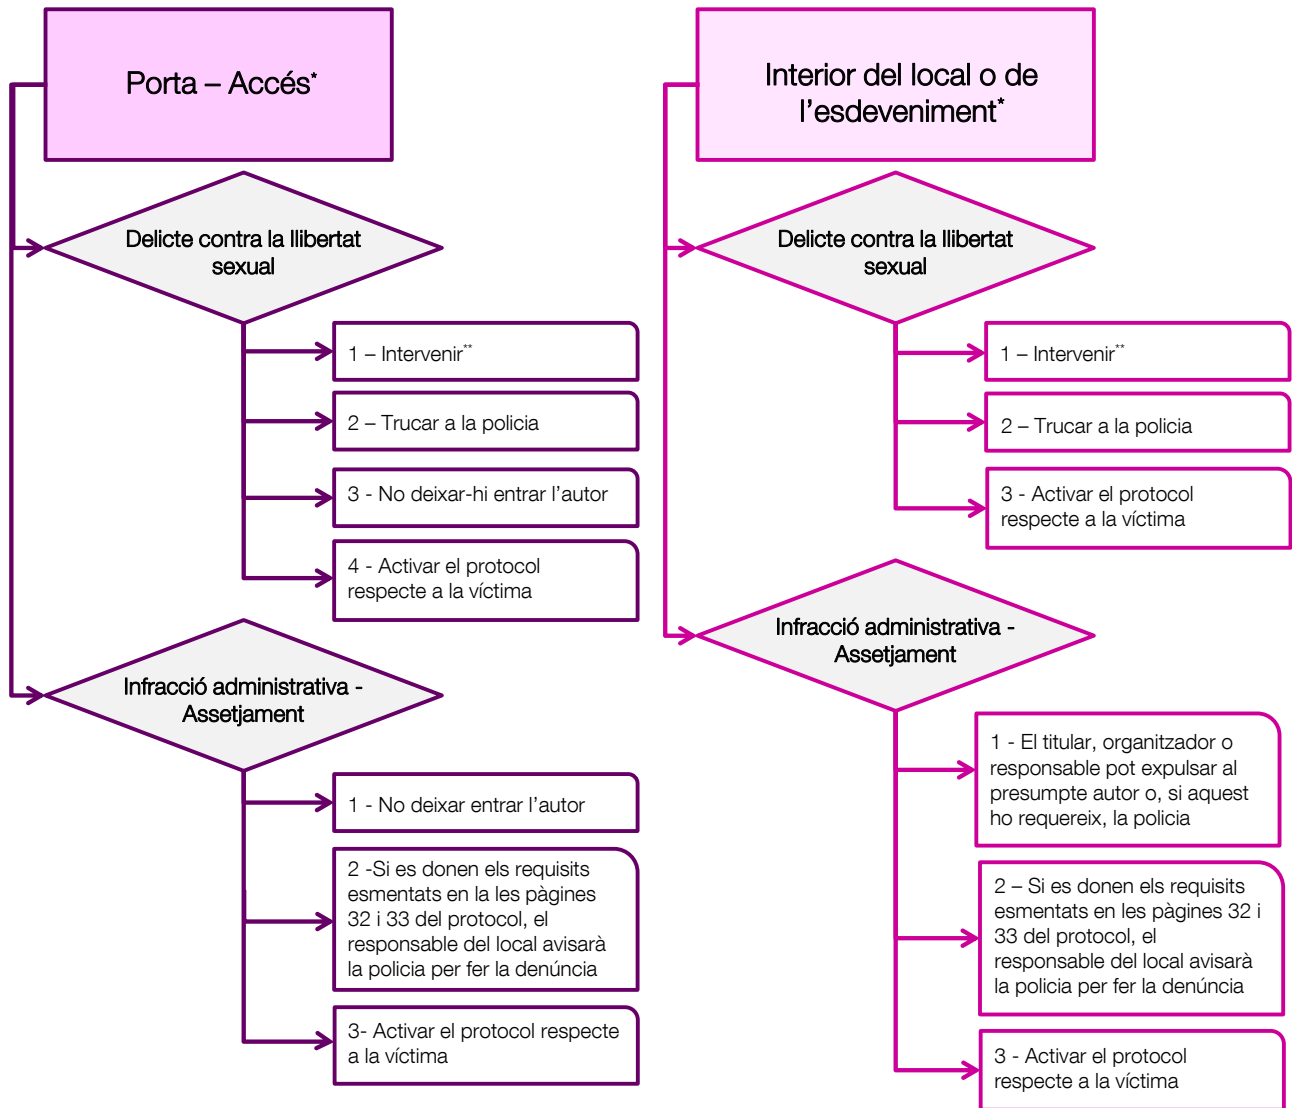 Porta – Accés*
Delicte contra la llibertat
sexual
1 – Intervenir**
2 – Trucar a la policia
3 - No deixar-hi entrar l’autor
4 - Activar el protocol
respecte a la víctima
Infracció administrativa -
Assetjament
1 - No deixar entrar l’autor
2 -Si es donen els requisits
esmentats en la les pàgines
32 i 33 del protocol, el
responsable del local avisarà
la policia per fer la denúncia
3- Activar el protocol respecte
a la víctima
Interior del local o de
l’esdeveniment*
Delicte contra la llibertat
sexual
1 – Intervenir**
2 – Trucar a la policia
3 - Activar el protocol
respecte a la víctima
Infracció administrativa -
Assetjament
1 - El titular, organitzador o
responsable pot expulsar al
presumpte autor o, si aquest
ho requereix, la policia
2 – Si es donen els requisits
esmentats en les pàgines 32 i
33 del protocol, el
responsable del local avisarà
la policia per fer la denúncia
3 - Activar el protocol
respecte a la víctima